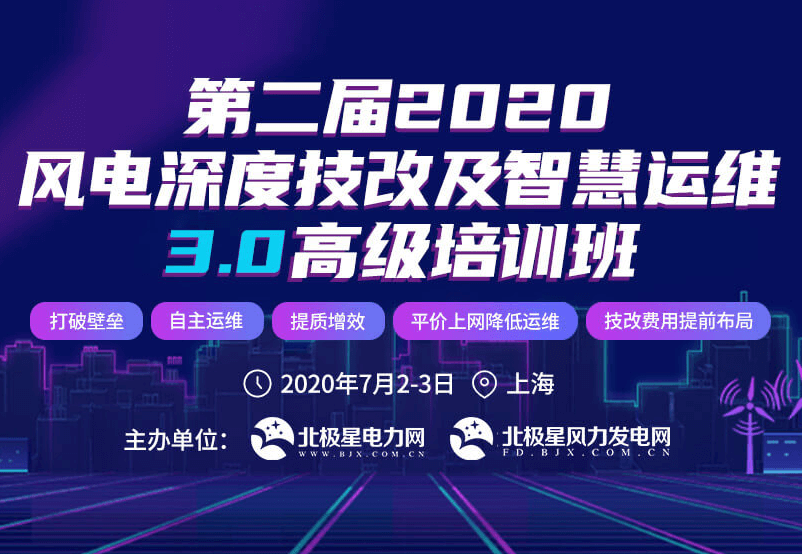 第二届2020
风电深度技改及智慧运维
3.0高级培训班
打破壁垒 自主运维 提质增效 平价上网降低运维 技改费用提前布局
2020年7月2-3日 上海
主办单位： 北极星电力网 北极星风力发电网
WWW.BJX.COM.CN FD.BJX.COM.CN